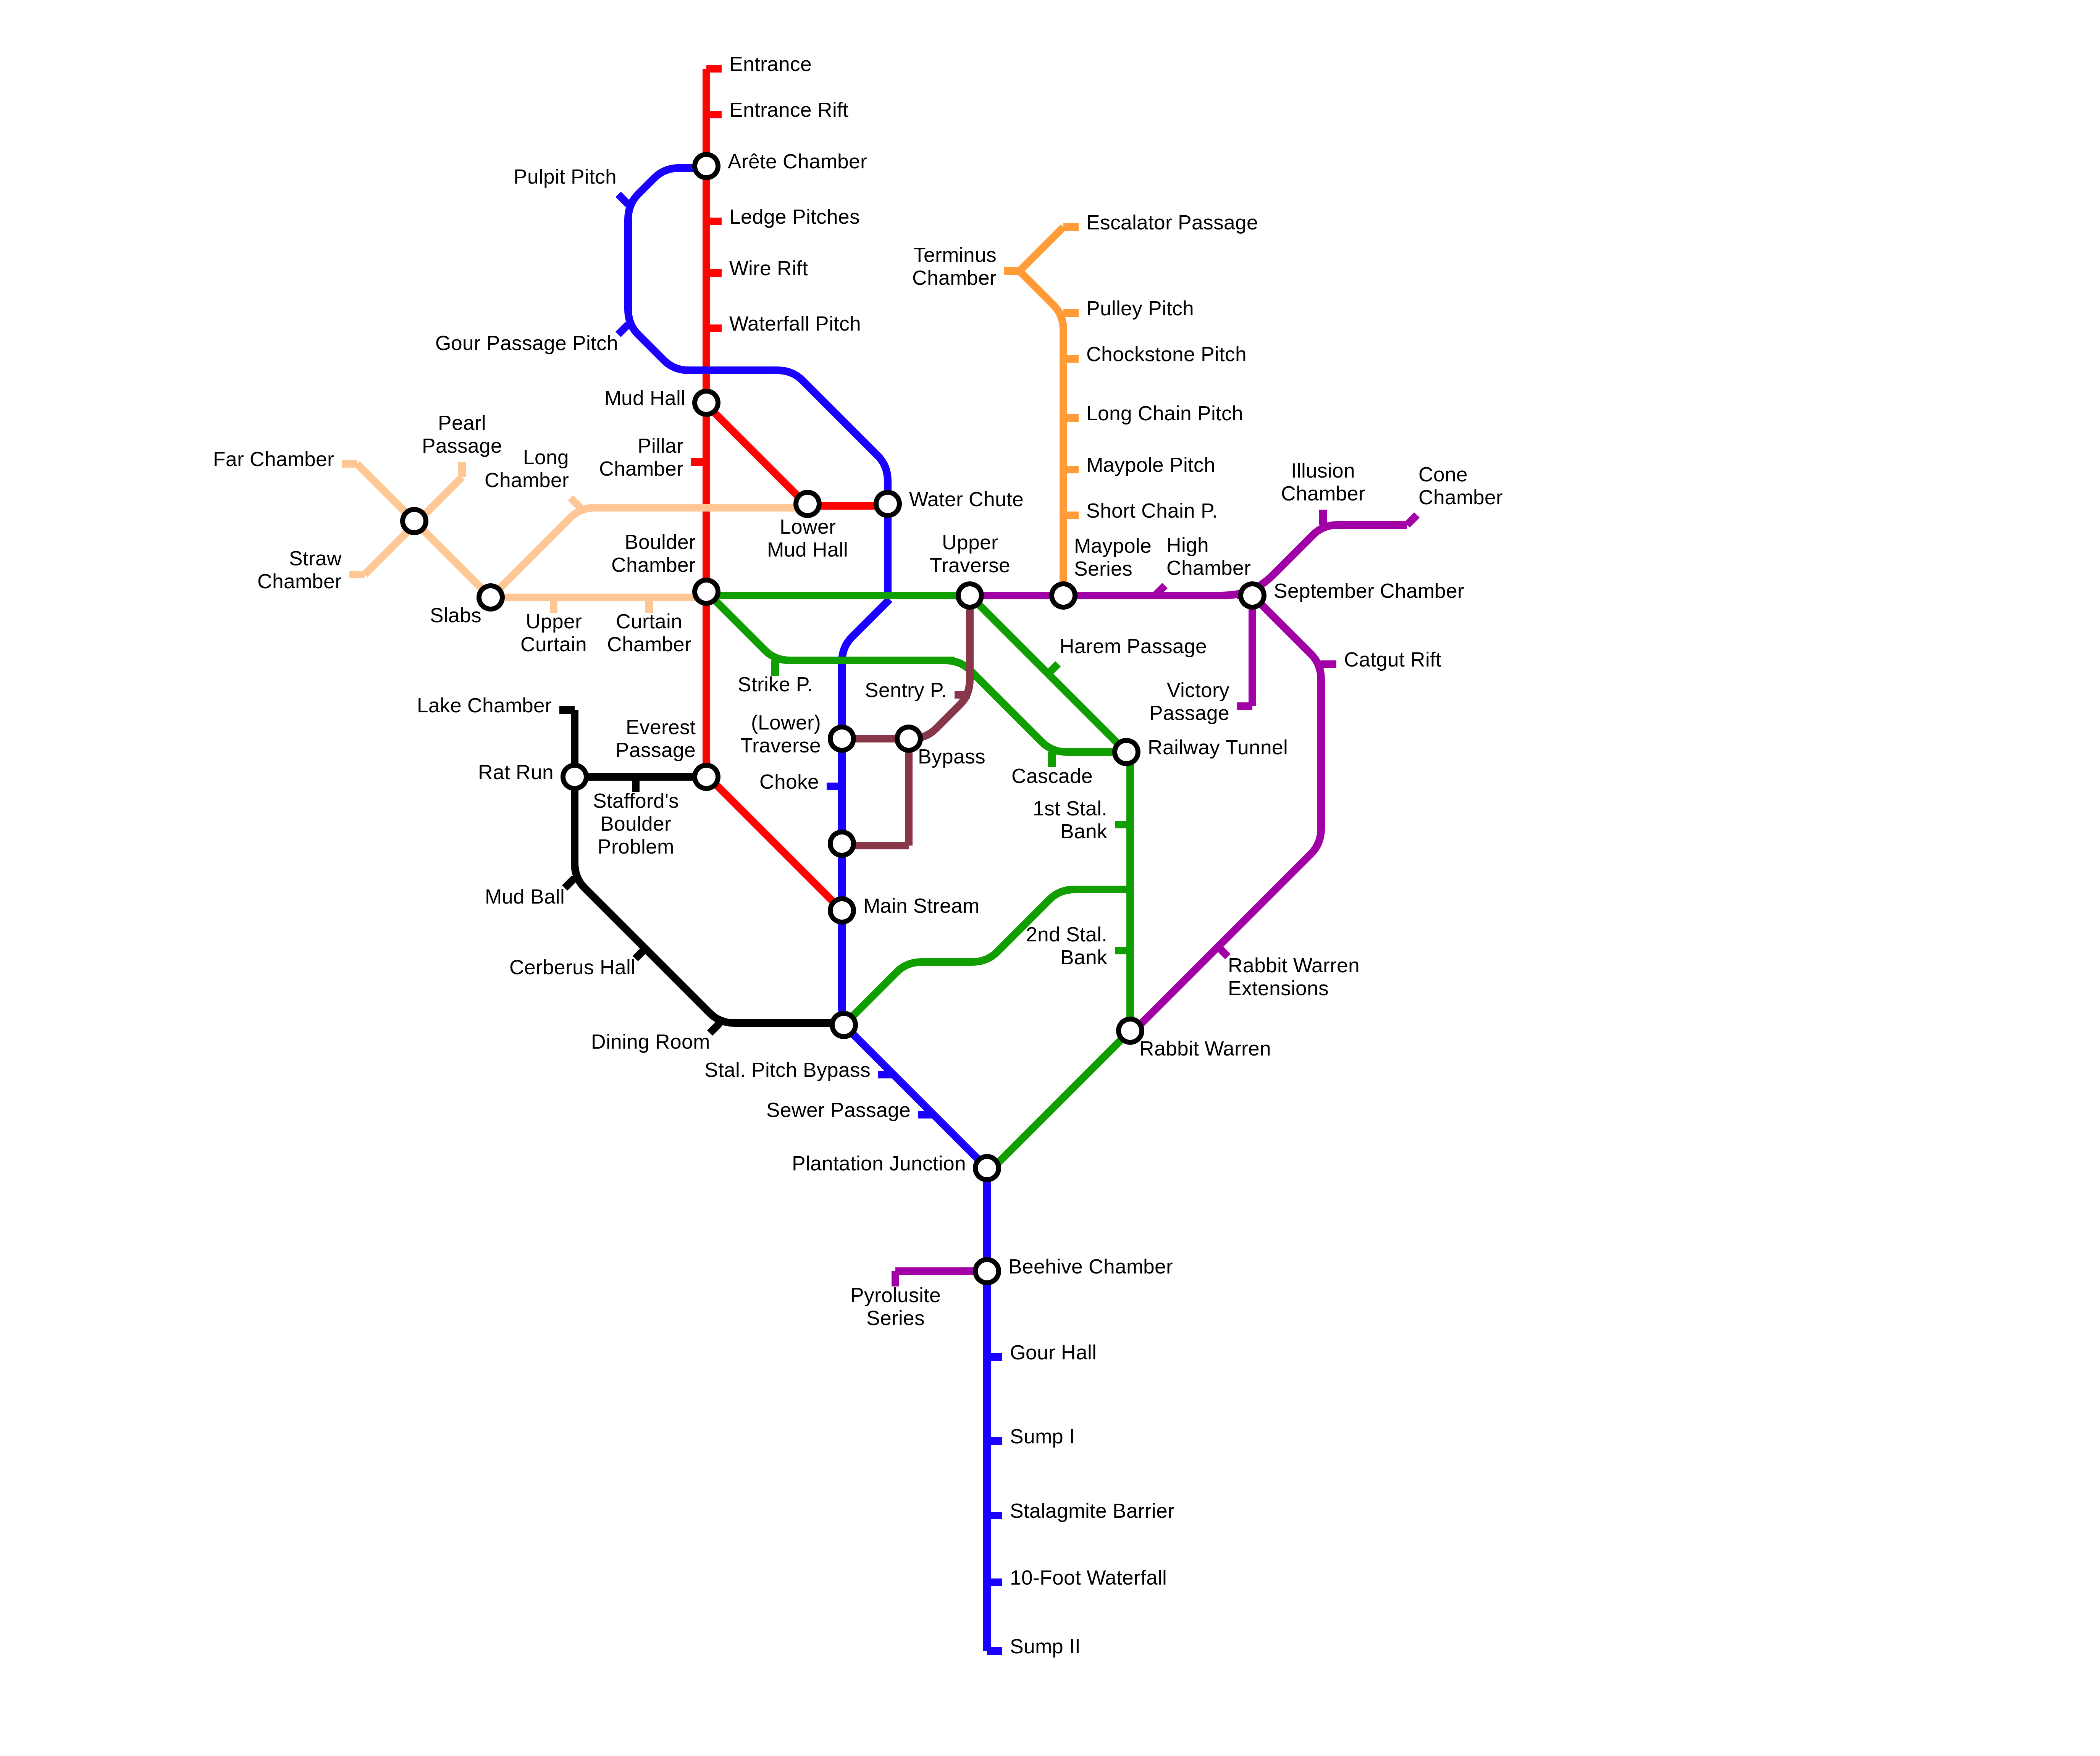 Entrance
Entrance Rift
Arête Chamber
Pulpit Pitch
Ledge Pitches
Wire Rift
Waterfall Pitch
Gour Passage Pitch
Escalator Passage
Terminus
Chamber
Pulley Pitch
Chockstone Pitch
Long Chain Pitch
Maypole Pitch
Short Chain P.
Mud Hall
Pearl
Passage
Far Chamber
Long
Chamber
Pillar
Chamber
Water Chute
Lower
Mud Hall
Illusion
Chamber
Cone
Chamber
Straw
Chamber
Boulder
Chamber
Upper
Traverse
Maypole
Series
High
Chamber
September Chamber
Slabs
Upper
Curtain
Curtain
Chamber
Harem Passage
Catgut Rift
Strike P.
Sentry P.
Victory
Passage
Lake Chamber
Everest
Passage
(Lower)
Traverse
Bypass
Railway Tunnel
Rat Run
Choke
Cascade
Stafford's
Boulder
Problem
1st Stal.
Bank
Mud Ball
Main Stream
2nd Stal.
Bank
Cerberus Hall
Rabbit Warren
Extensions
Dining Room
Rabbit Warren
Stal. Pitch Bypass
Sewer Passage
Plantation Junction
Beehive Chamber
Pyrolusite
Series
Gour Hall
Sump I
Stalagmite Barrier
10-Foot Waterfall
Sump II